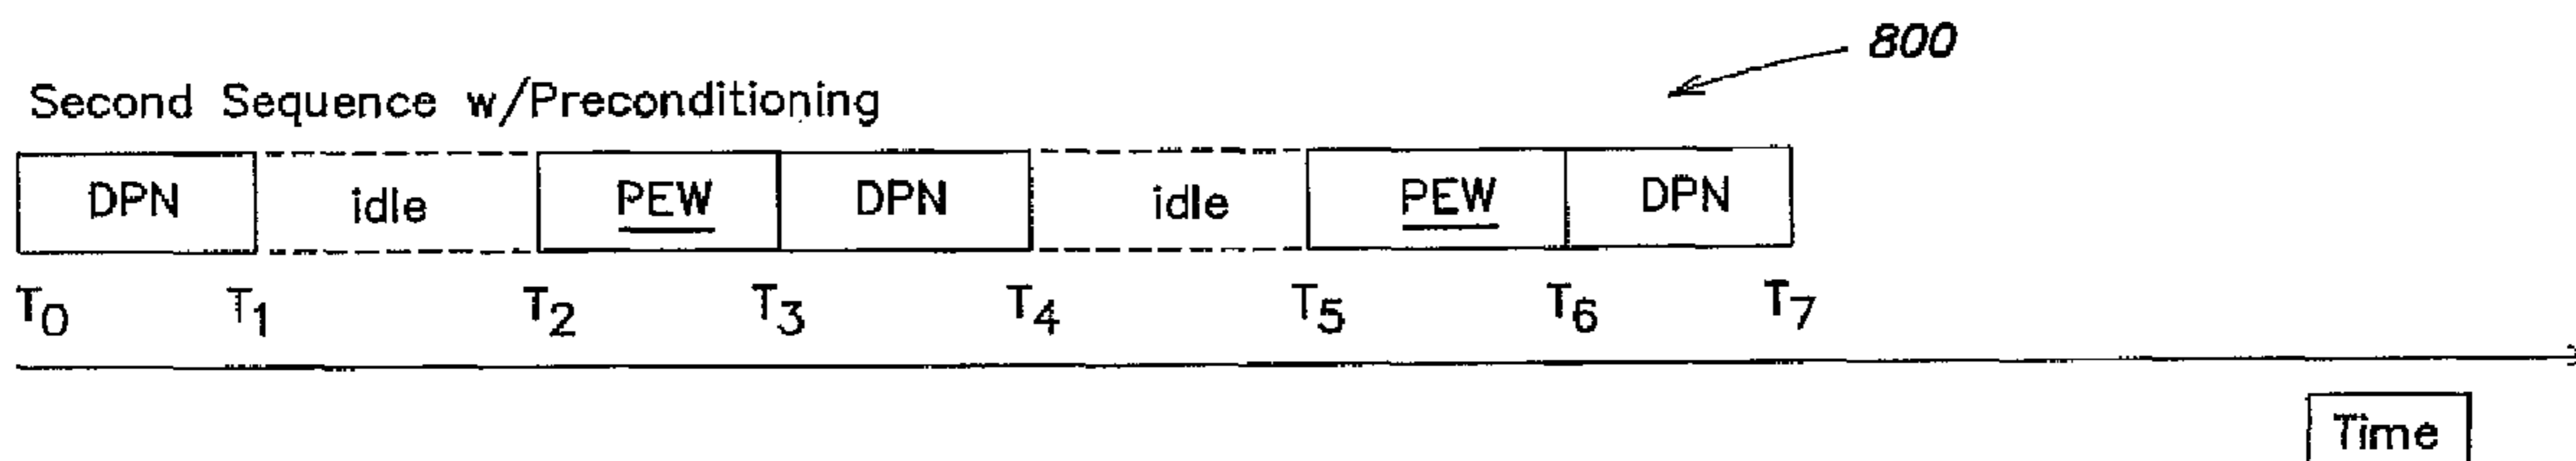 800
Second Sequence w/Preconditioning
DPN idle PEW DPN idle PEW DPN
T0 T1 T2 T3 T4 T5 T6 T7
Time